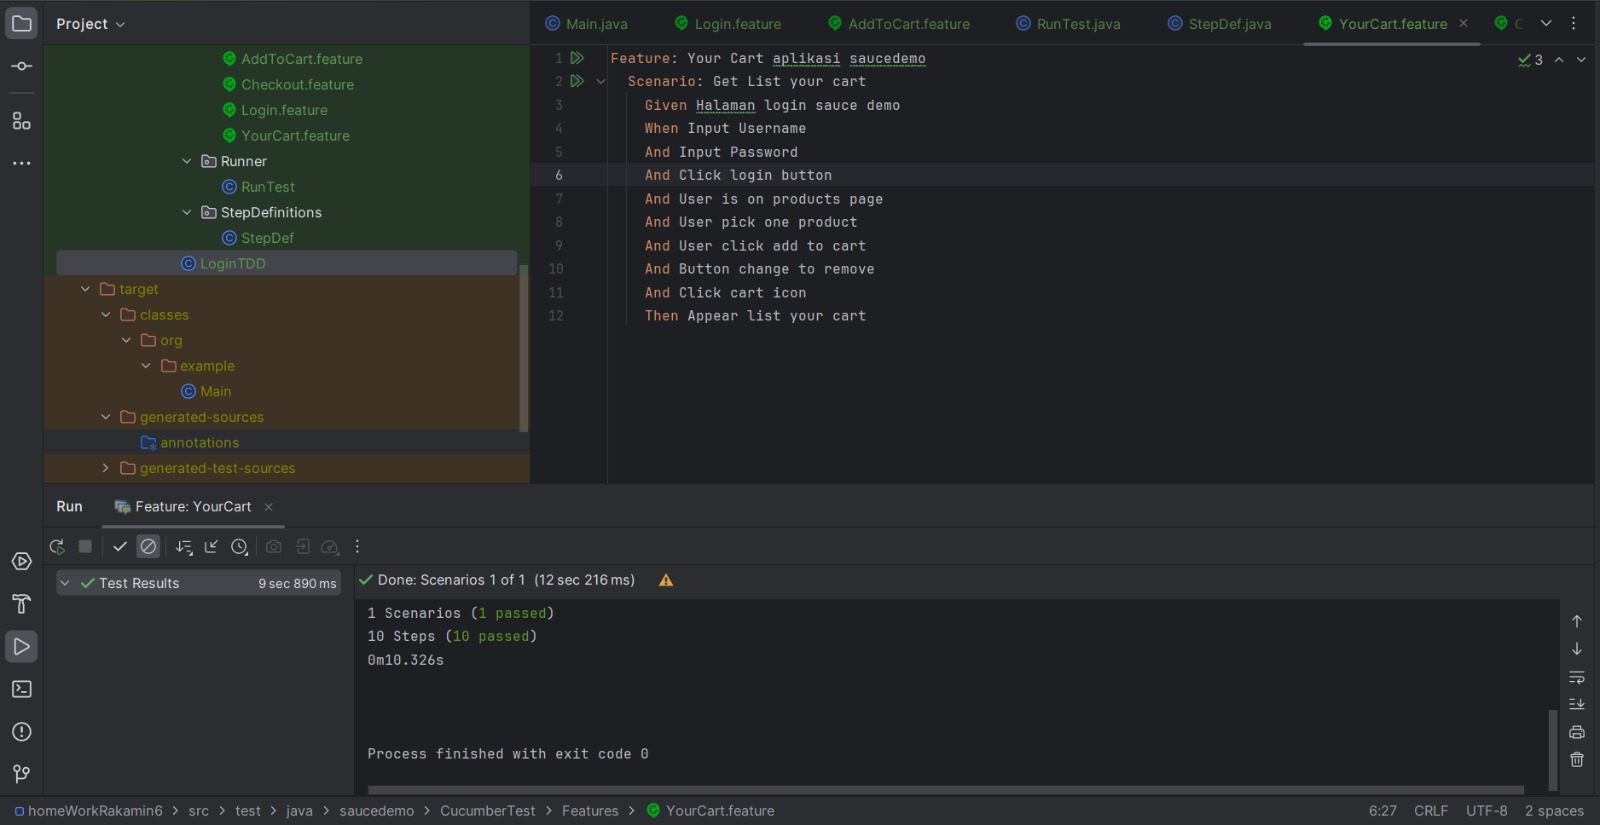 Project
AddToCart.feature
Checkout.feature
Login.feature
YourCart.feature
Runner
RunTest
StepDefinitions
StepDef
LoginTDD
target
classes
org
example
Main
generated-sources
annotations
generated-test-sources
Main.java Login.feature AddToCart.feature RunTest.java StepDef.java YourCart.feature C
3
1 Feature: Your Cart aplikasi saucedemo
2 Scenario: Get List your cart
3 Given Halaman login sauce demo
4 When Input Username
5 And Input Password
6 And Click login button
7 And User is on products page
8 And User pick one product
9 And User click add to cart
10 And Button change to remove
11 And Click cart icon
12 Then Appear list your cart
Run Feature: YourCart
Test Results 9 sec 890 ms
Done: Scenarios 1 of 1 (12 sec 216 ms)
1 Scenarios (1 passed)
10 Steps (10 passed)
0m10.326s
Process finished with exit code 0
homeWorkRakamin6 > src > test > java > saucedemo > CucumberTest > Features > YourCart.feature 6:27 CRLF UTF-8 2 spaces